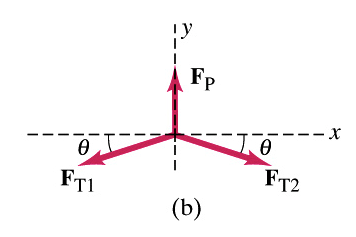 y
F_P
x
θ θ
F_T1 F_T2
(b)